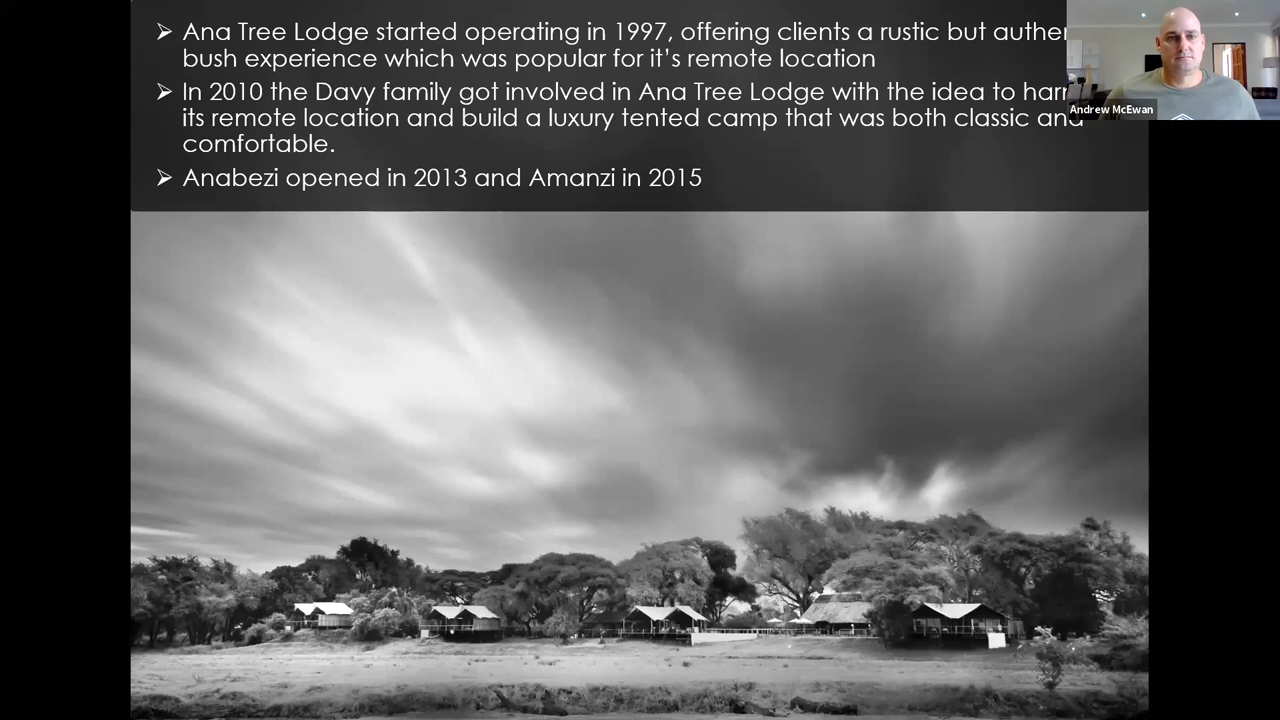 ➢ Ana Tree Lodge started operating in 1997, offering clients a rustic but
bush experience which was popular for it’s remote location
➢ In 2010 the Davy family got involved in Ana Tree Lodge with the idea to
its remote location and build a luxury tented camp that was both classic and
comfortable.
➢ Anabezi opened in 2013 and Amanzi in 2015
Andrew McEwan